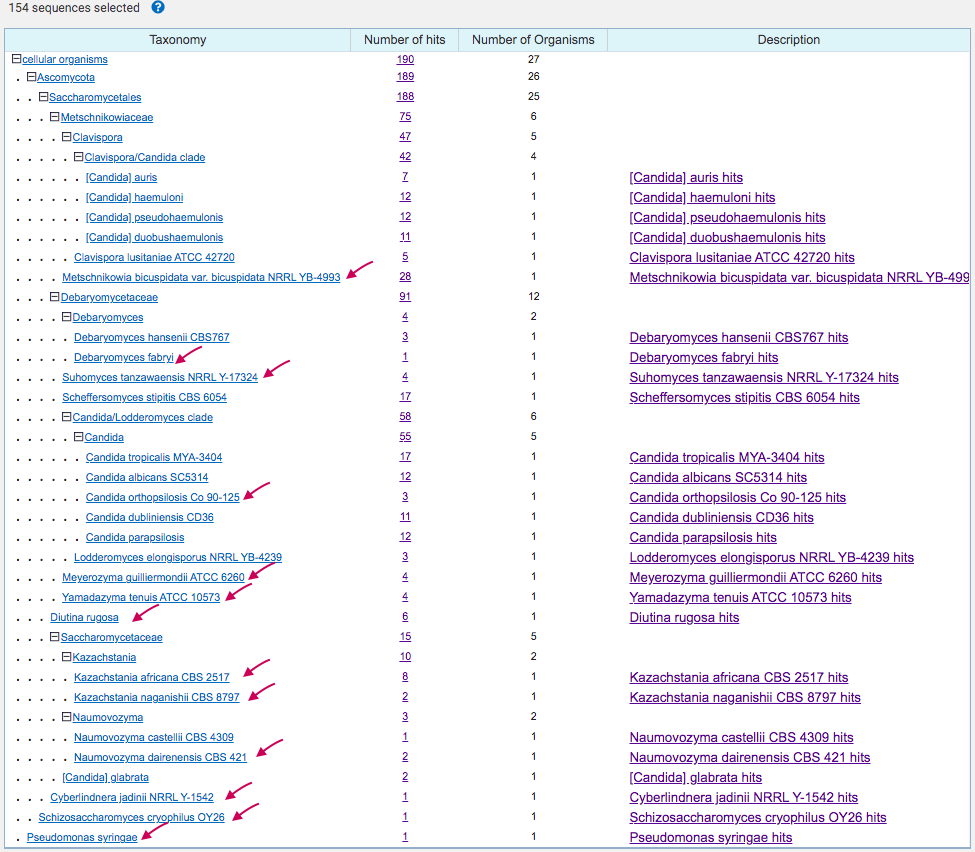 154 sequences selected ?
Taxonomy Number of hits Number of Organisms Description
cellular organisms 190 27
. Ascomycota 189 26
. . Saccharomycetales 188 25
. . . Metschnikowiaceae 75 6
. . . . Clavispora 47 5
. . . . . Clavispora/Candida clade 42 4
. . . . . . [Candida] auris 7 1 [Candida] auris hits
. . . . . . [Candida] haemuloni 12 1 [Candida] haemuloni hits
. . . . . . [Candida] pseudohaemulonis 12 1 [Candida] pseudohaemulonis hits
. . . . . . [Candida] duobushaemulonis 11 1 [Candida] duobushaemulonis hits
. . . . . Clavispora lusitaniae ATCC 42720 5 1 Clavispora lusitaniae ATCC 42720 hits
. . . . Metschnikowia bicuspidata var. bicuspidata NRRL YB-4993 28 1 Metschnikowia bicuspidata var. bicuspidata NRRL YB-499
. . . Debaryomycetaceae 91 12
. . . . Debaryomyces 4 2
. . . . . Debaryomyces hansenii CBS767 3 1 Debaryomyces hansenii CBS767 hits
. . . . . Debaryomyces fabryi 1 1 Debaryomyces fabryi hits
. . . . Suhomyces tanzawaensis NRRL Y-17324 4 1 Suhomyces tanzawaensis NRRL Y-17324 hits
. . . . Scheffersomyces stipitis CBS 6054 17 1 Scheffersomyces stipitis CBS 6054 hits
. . . . Candida/Lodderomyces clade 58 6
. . . . . Candida 55 5
. . . . . . Candida tropicalis MYA-3404 17 1 Candida tropicalis MYA-3404 hits
. . . . . . Candida albicans SC5314 12 1 Candida albicans SC5314 hits
. . . . . . Candida orthopsilosis Co 90-125 3 1 Candida orthopsilosis Co 90-125 hits
. . . . . . Candida dubliniensis CD36 11 1 Candida dubliniensis CD36 hits
. . . . . . Candida parapsilosis 12 1 Candida parapsilosis hits
. . . . . Lodderomyces elongisporus NRRL YB-4239 3 1 Lodderomyces elongisporus NRRL YB-4239 hits
. . . . Meyerozyma guilliermondii ATCC 6260 4 1 Meyerozyma guilliermondii ATCC 6260 hits
. . . . Yamadazyma tenuis ATCC 10573 4 1 Yamadazyma tenuis ATCC 10573 hits
. . . Diutina rugosa 6 1 Diutina rugosa hits
. . . Saccharomycetaceae 15 5
. . . . Kazachstania 10 2
. . . . . Kazachstania africana CBS 2517 8 1 Kazachstania africana CBS 2517 hits
. . . . . Kazachstania naganishii CBS 8797 2 1 Kazachstania naganishii CBS 8797 hits
. . . . Naumovozyma 3 2
. . . . . Naumovozyma castellii CBS 4309 1 1 Naumovozyma castellii CBS 4309 hits
. . . . . Naumovozyma dairenensis CBS 421 2 1 Naumovozyma dairenensis CBS 421 hits
. . . . [Candida] glabrata 2 1 [Candida] glabrata hits
. . . Cyberlindnera jadinii NRRL Y-1542 1 1 Cyberlindnera jadinii NRRL Y-1542 hits
. . Schizosaccharomyces cryophilus OY26 1 1 Schizosaccharomyces cryophilus OY26 hits
. Pseudomonas syringae 1 1 Pseudomonas syringae hits